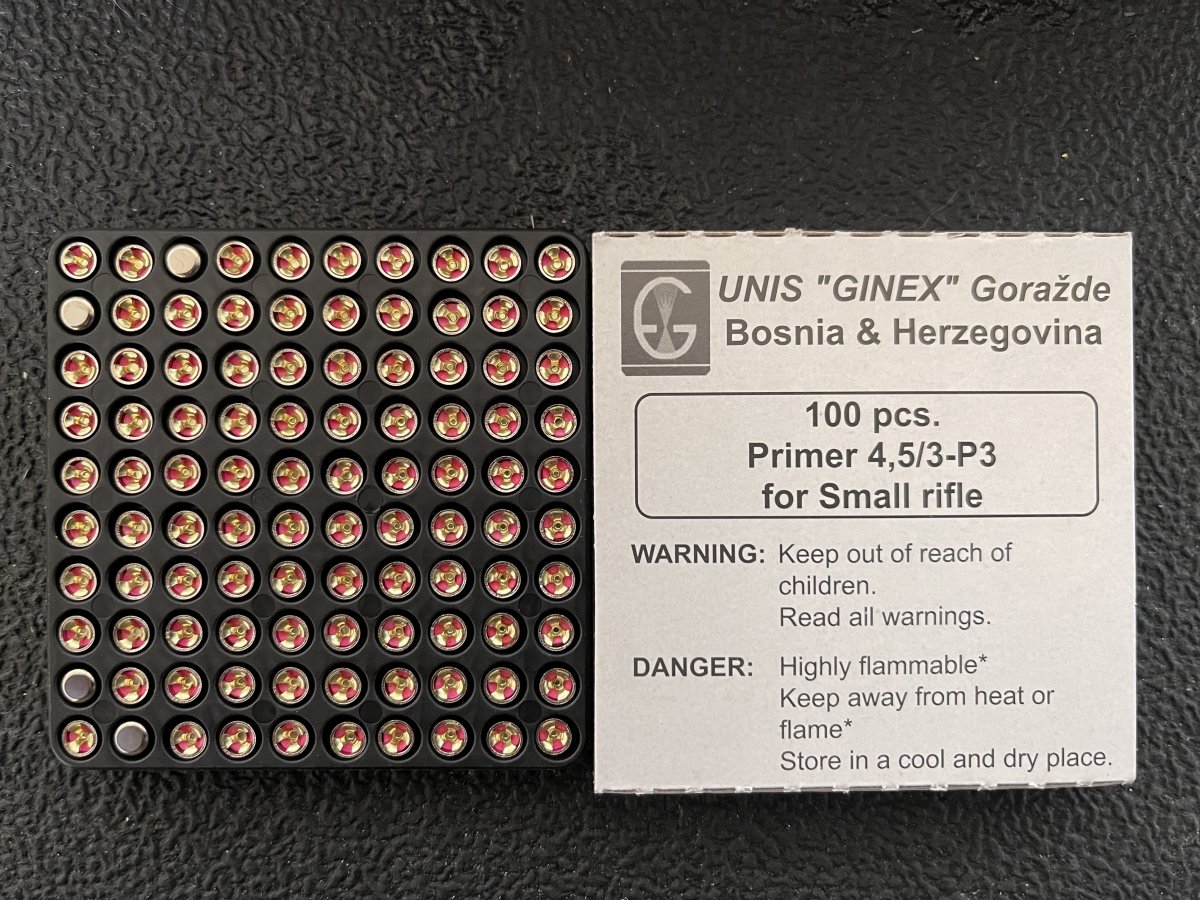 UNIS "GINEX" Goražde
Bosnia & Herzegovina
100 pcs.
Primer 4,5/3-P3
for Small rifle
WARNING: Keep out of reach of
children.
Read all warnings.
DANGER: Highly flammable*
Keep away from heat or
flame*
Store in a cool and dry place.